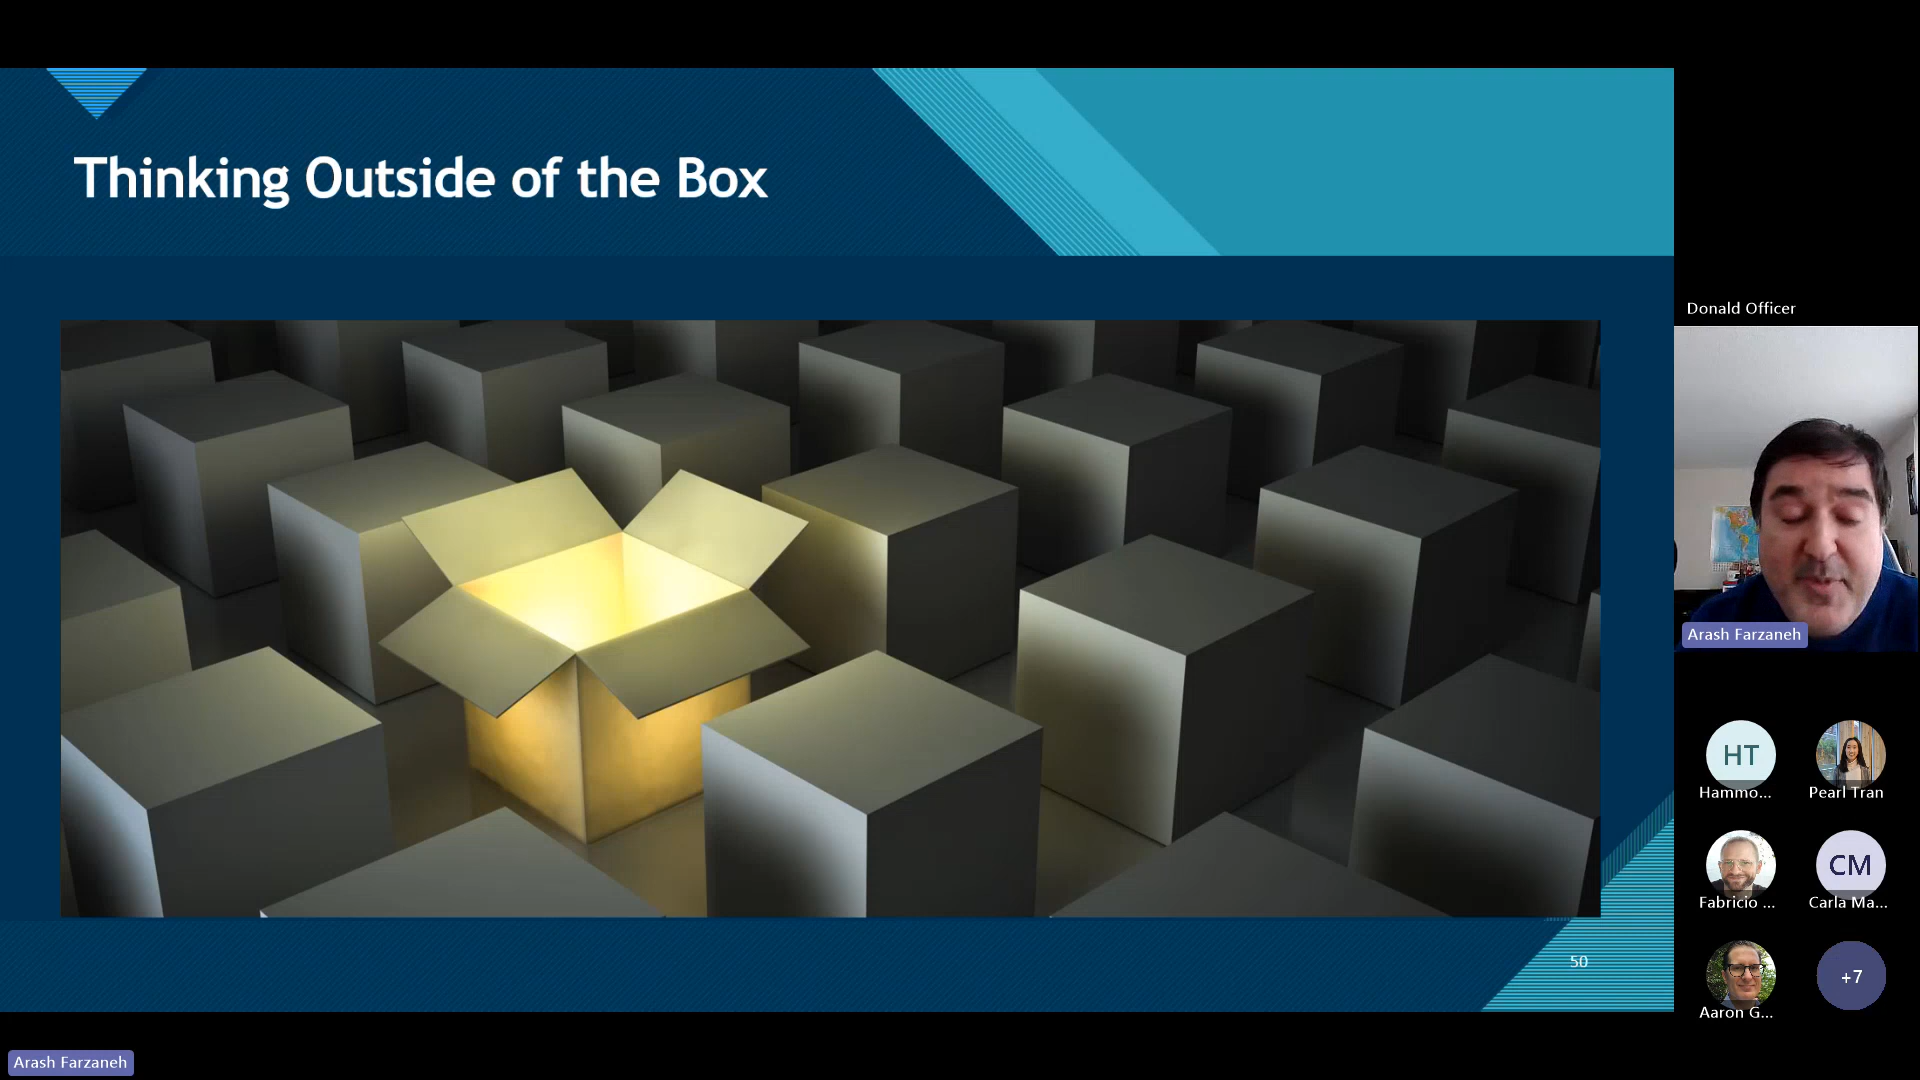 Thinking Outside of the Box
50
Donald Officer
Arash Farzaneh
HT
Hammo...
Pearl Tran
Fabricio ...
CM
Carla Ma...
Aaron G...
+7
Arash Farzaneh